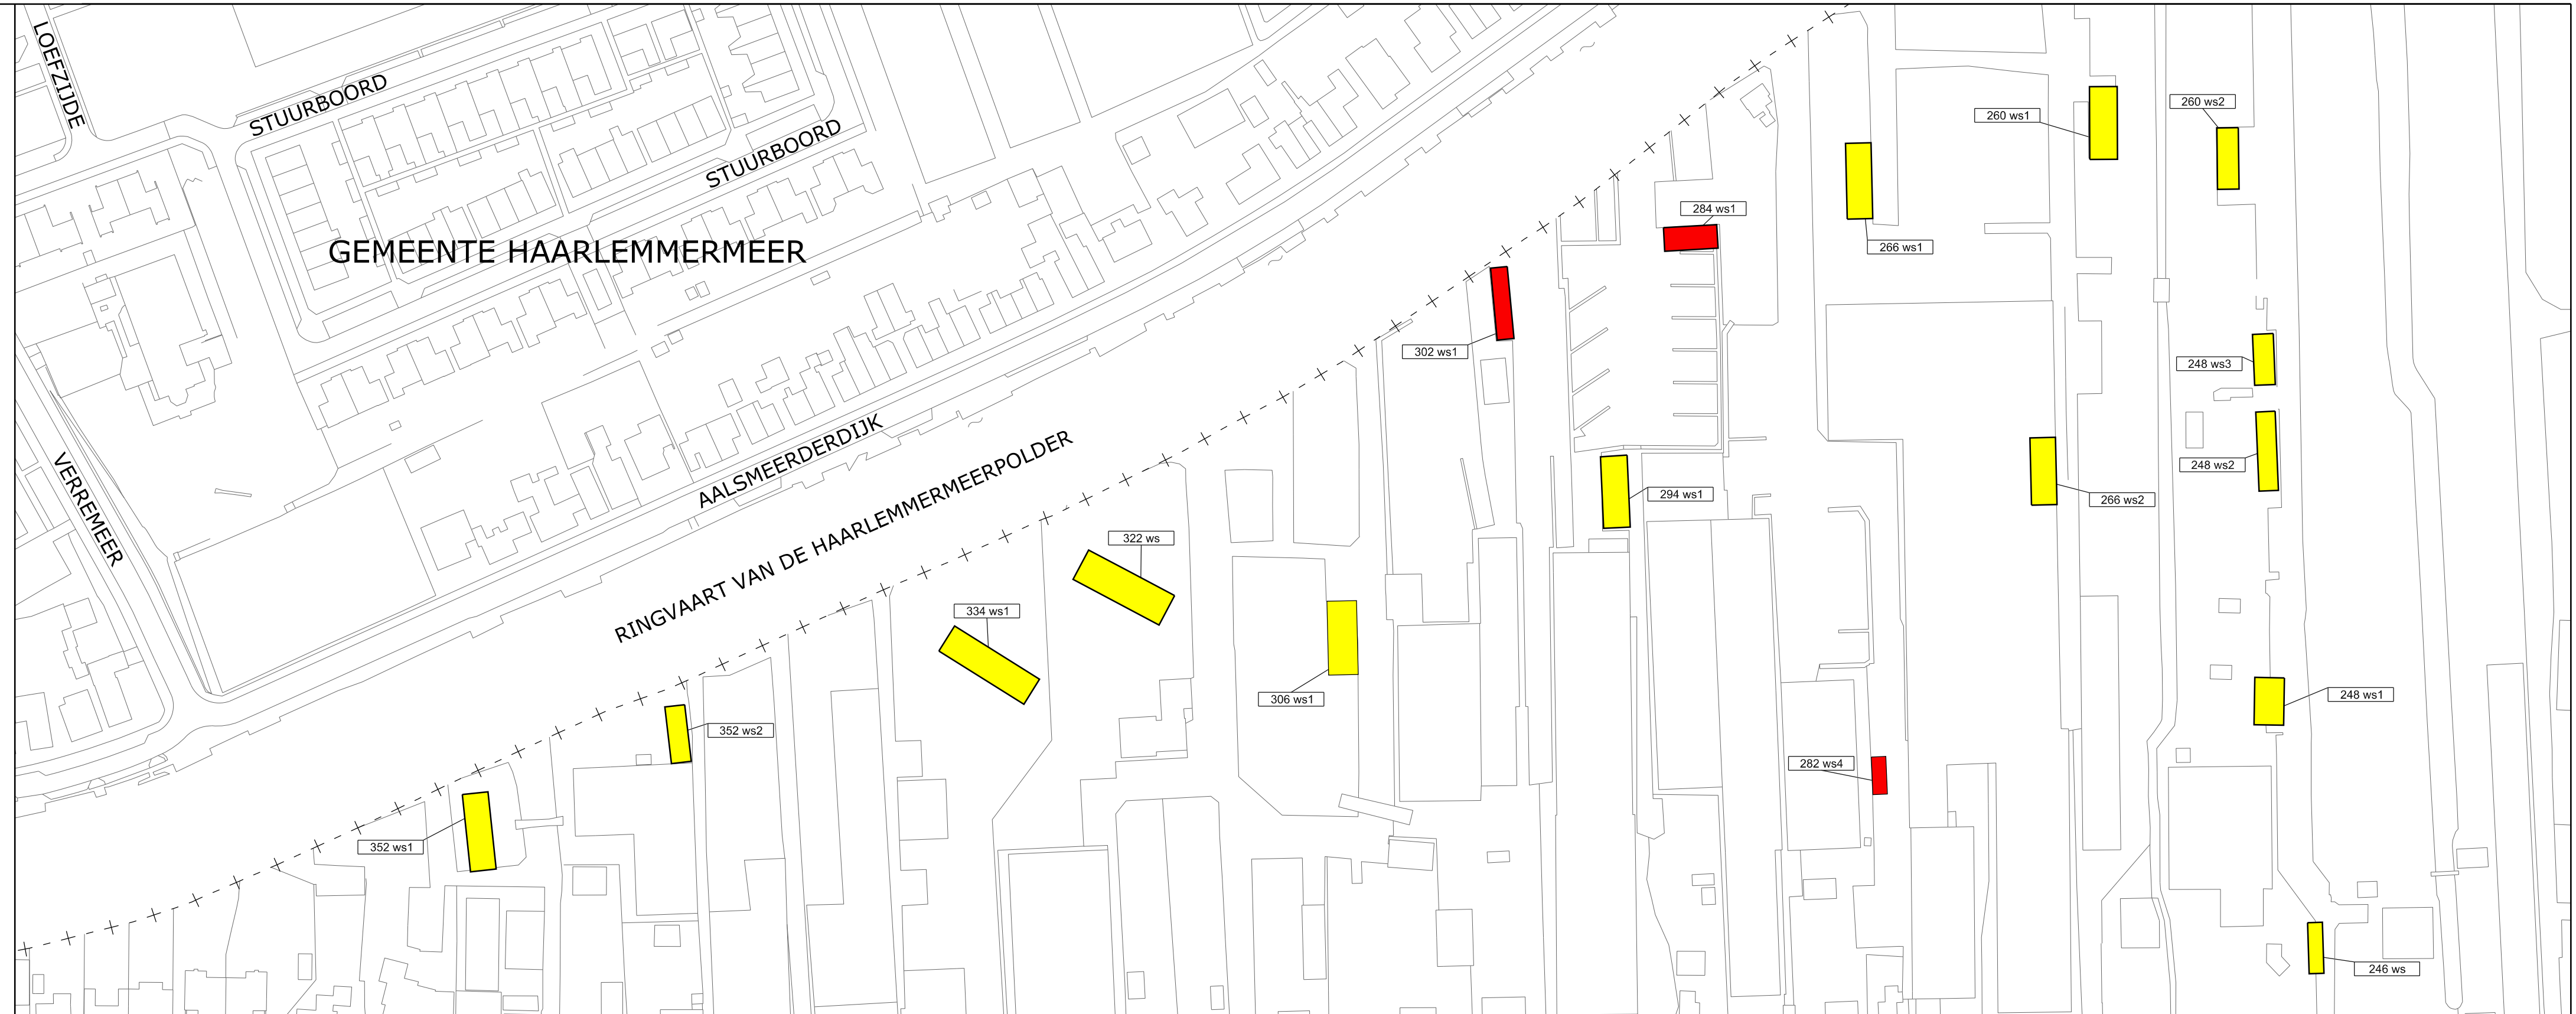 LOEFZIJDE
STUURBOORD
STUURBOORD
GEMEENTE HAARLEMMERMEER
VERREMEER
AALSMEERDERDIJK
RINGVAART VAN DE HAARLEMMERMEERPOLDER
260 ws1
260 ws2
284 ws1
266 ws1
302 ws1
248 ws3
248 ws2
294 ws1
266 ws2
322 ws
334 ws1
306 ws1
248 ws1
352 ws2
282 ws4
352 ws1
246 ws